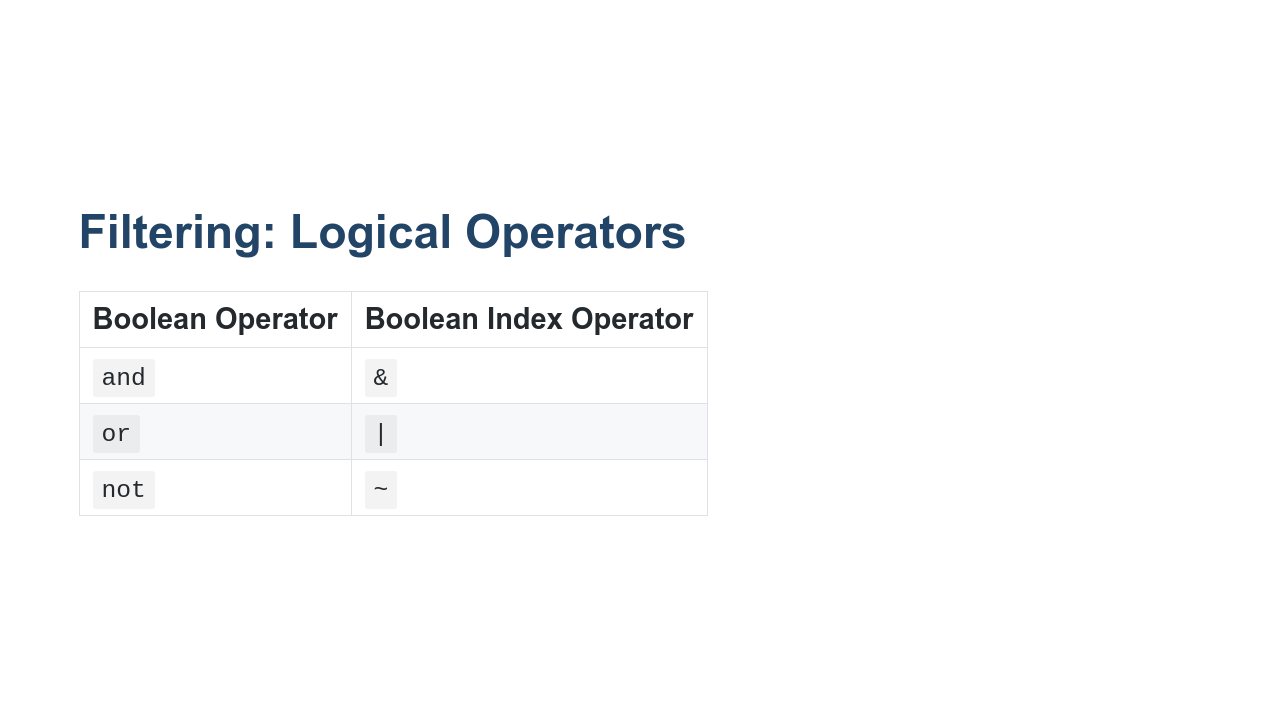 Filtering: Logical Operators
Boolean Operator Boolean Index Operator
and &
or |
not ~